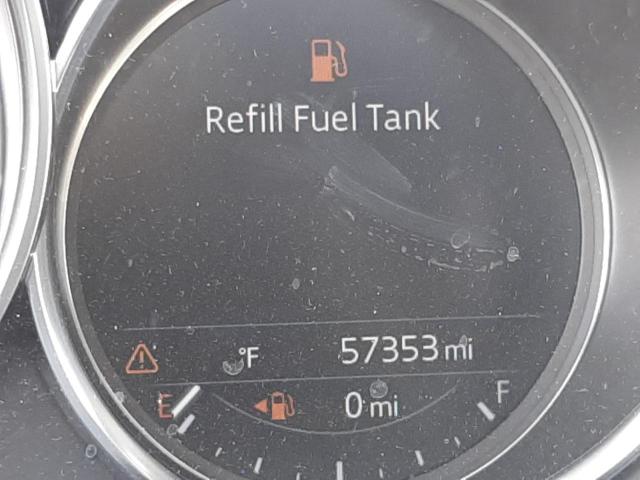 Refill Fuel Tank
°F
57353 mi
E
0 mi
F